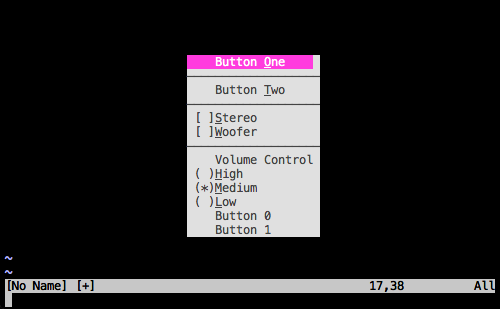 Button One
Button Two
[ ]Stereo
[ ]Woofer
Volume Control
( )High
(*)Medium
( )Low
Button 0
Button 1
~
~
[No Name] [+] 17,38 All